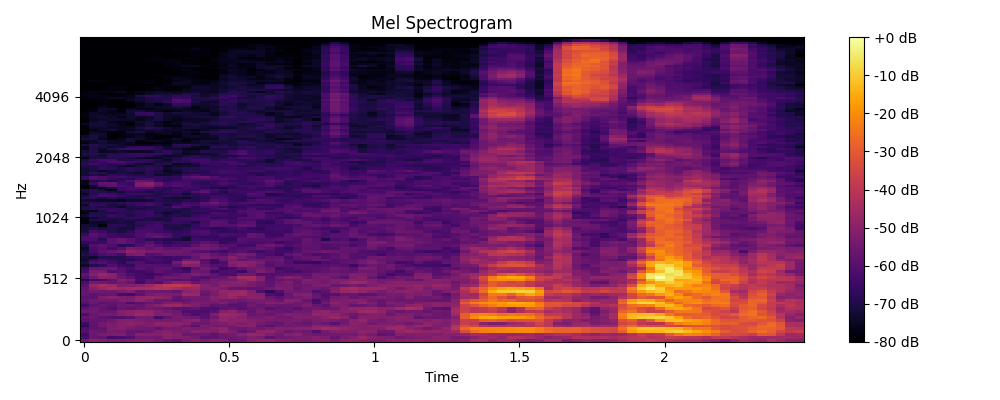 Mel Spectrogram
Hz
4096
2048
1024
512
0
0 0.5 1 1.5 2
Time
+0 dB
-10 dB
-20 dB
-30 dB
-40 dB
-50 dB
-60 dB
-70 dB
-80 dB